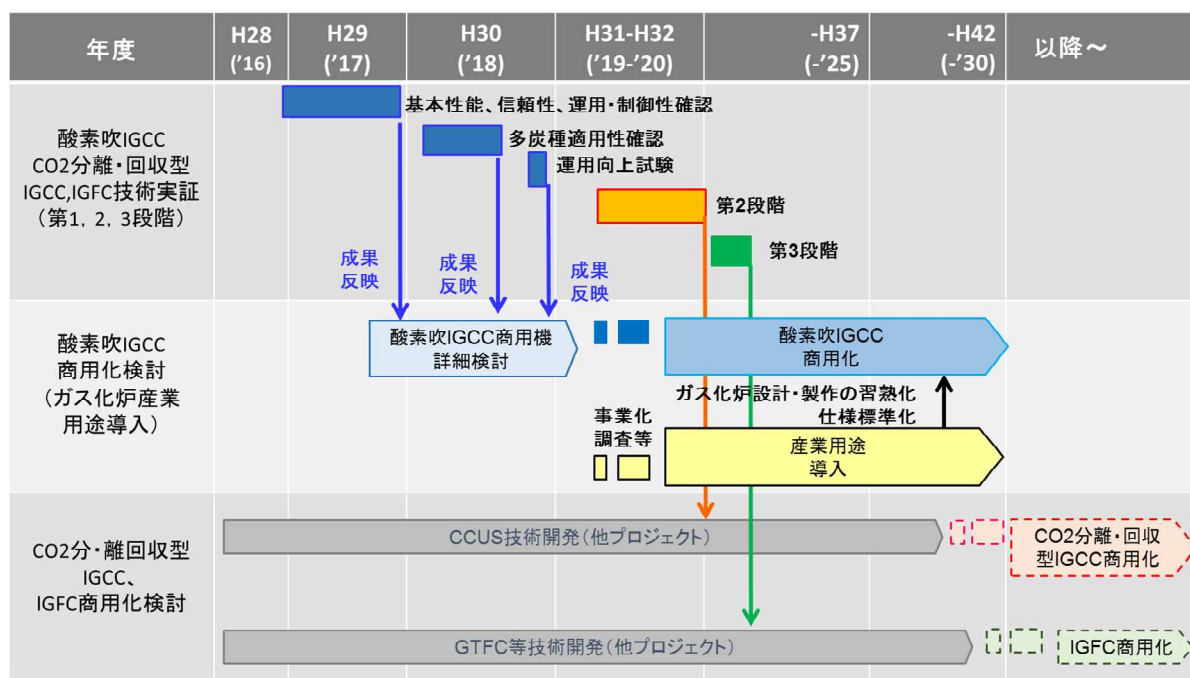 年度
H28
('16)
H29
('17)
H30
('18)
H31-H32
('19-'20)
-H37
(-'25)
-H42
(-'30)
以降～
酸素吹IGCC
CO2分離・回収型
IGCC,IGFC技術実証
（第1，2，3段階）
基本性能、信頼性、運用・制御性確認
多炭種適用性確認
運用向上試験
第2段階
第3段階
成果
反映
成果
反映
成果
反映
酸素吹IGCC
商用化検討
（ガス化炉産業
用途導入）
酸素吹IGCC商用機
詳細検討
酸素吹IGCC
商用化
ガス化炉設計・製作の習熟化
仕様標準化
事業化
調査等
産業用途
導入
CO2分・離回収型
IGCC、
IGFC商用化検討
CCUS技術開発（他プロジェクト）
CO2分離・回収
型IGCC商用化
GTFC等技術開発（他プロジェクト）
IGFC商用化